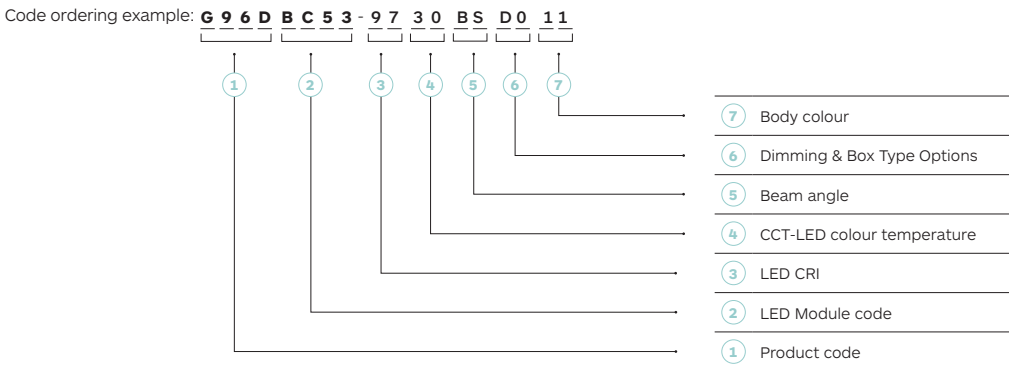 Code ordering example: G96D BC53-97 30 BS D0 11
1 2 3 4 5 6 7
7 Body colour
6 Dimming & Box Type Options
5 Beam angle
4 CCT-LED colour temperature
3 LED CRI
2 LED Module code
1 Product code